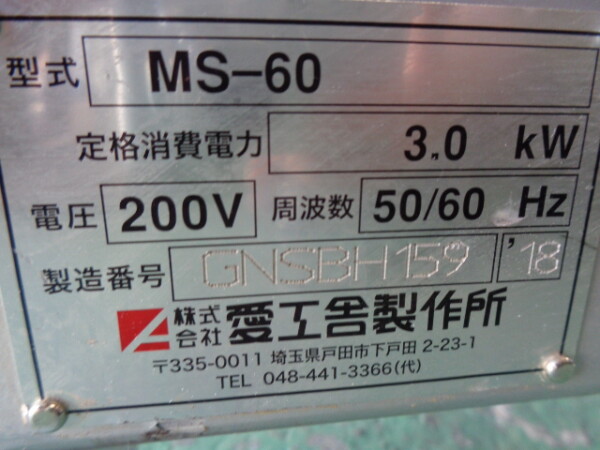 型式 MS-60
定格消費電力 3.0 kW
電圧 200V 周波数 50/60 Hz
製造番号 GNSBH159 '18
株式会社 愛工舎製作所
〒335-0011 埼玉県戸田市下戸田 2-23-1
TEL 048-441-3366(代)